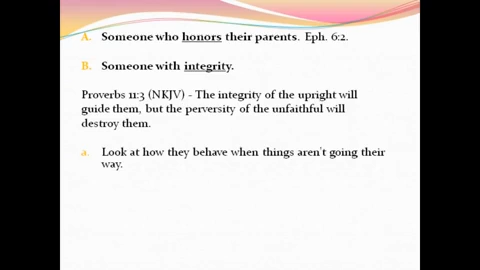 A. Someone who honors their parents. Eph. 6:2.
B. Someone with integrity.
Proverbs 11:3 (NKJV) - The integrity of the upright will
guide them, but the perversity of the unfaithful will
destroy them.
a. Look at how they behave when things aren't going their
way.